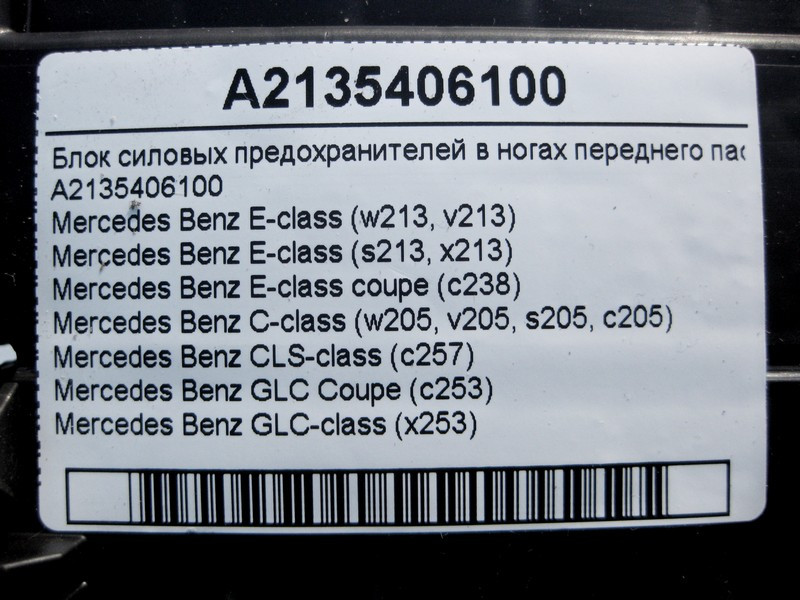 A2135406100
Блок силовых предохранителей в ногах переднего
A2135406100
Mercedes Benz E-class (w213, v213)
Mercedes Benz E-class (s213, x213)
Mercedes Benz E-class coupe (c238)
Mercedes Benz C-class (w205, v205, s205, c205)
Mercedes Benz CLS-class (c257)
Mercedes Benz GLC Coupe (c253)
Mercedes Benz GLC-class (x253)